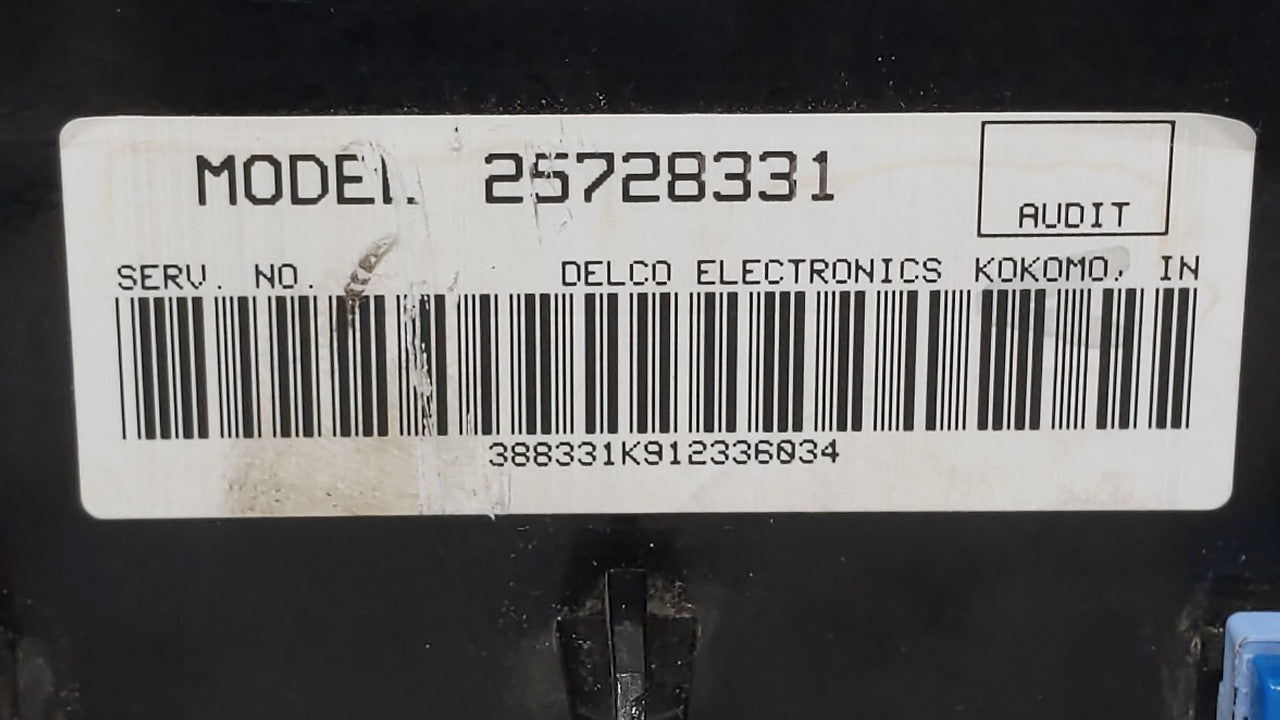 MODEL 25728331
AUDIT
SERV. NO. DELCO ELECTRONICS KOKOMO, IN
388331K912336034